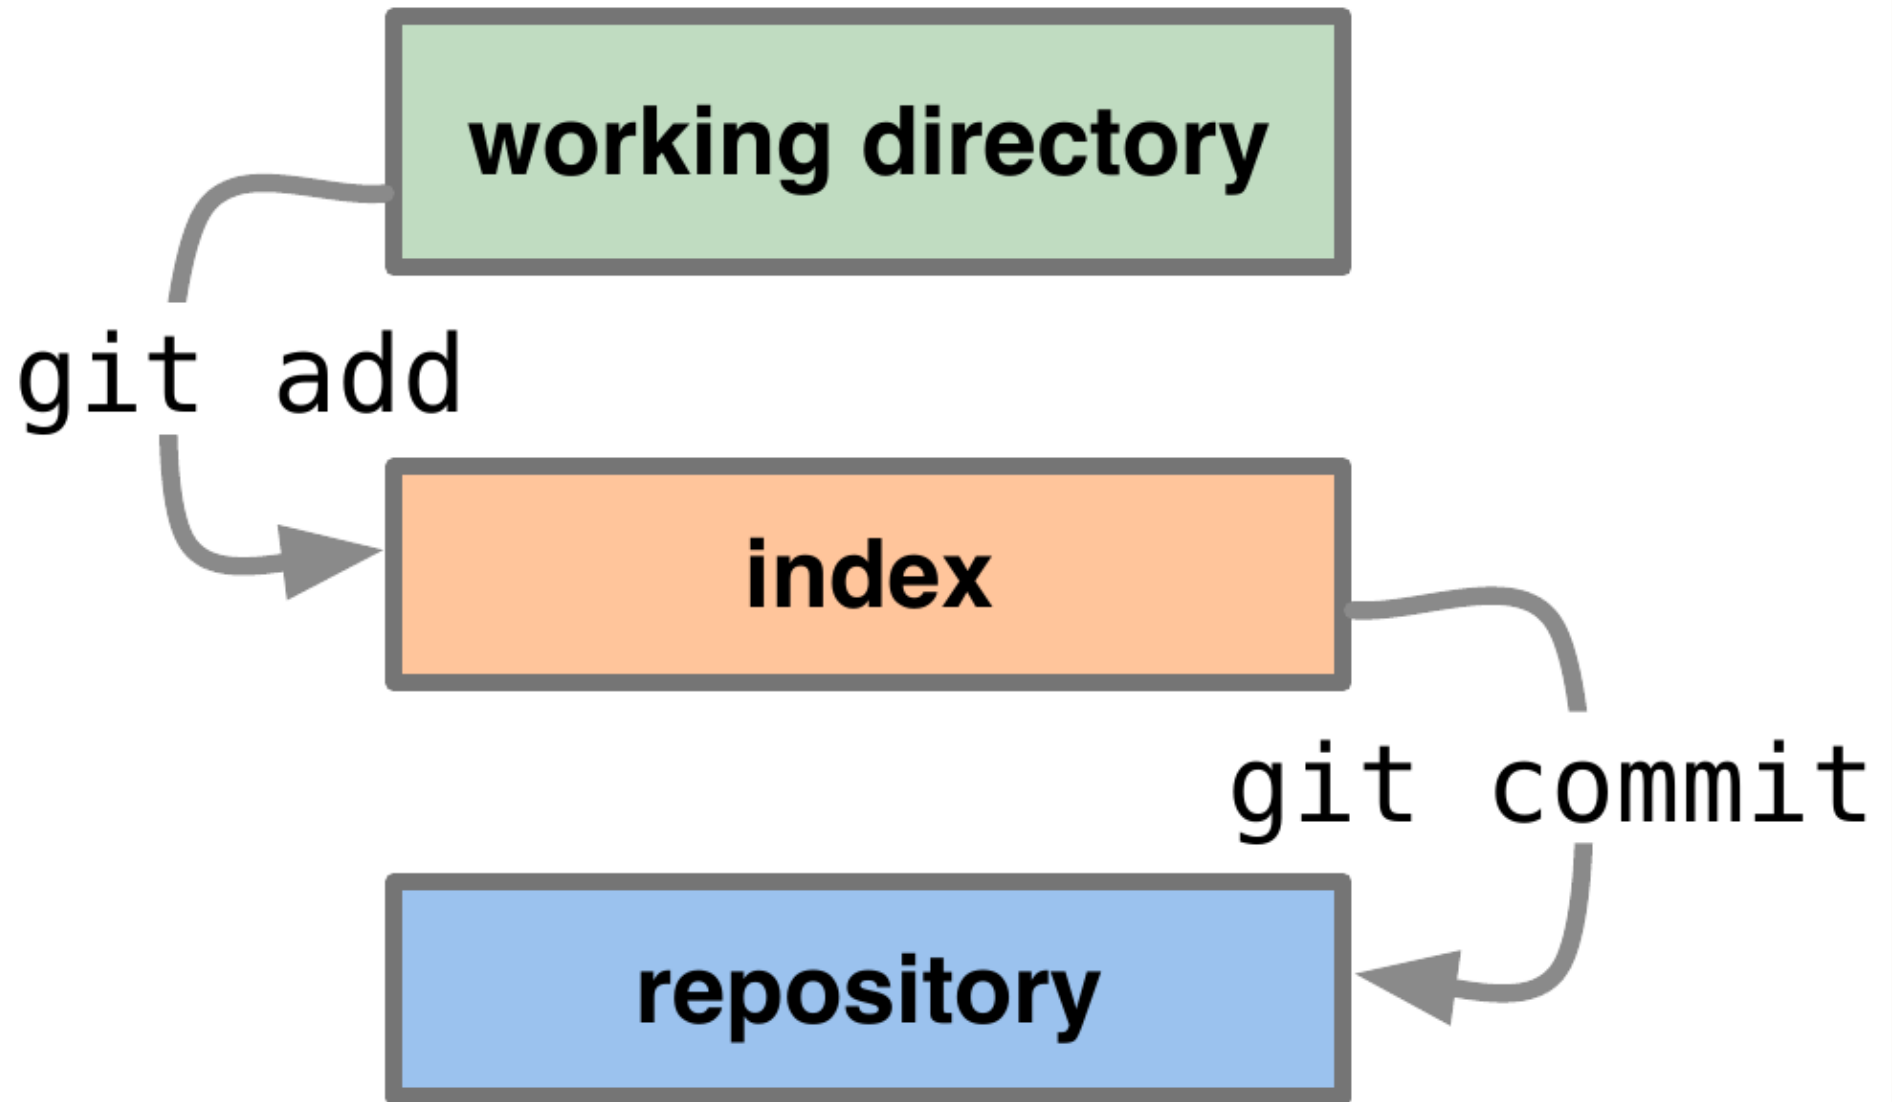 working directory
git add
index
git commit
repository